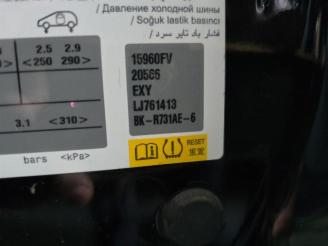 / Давление холодной шины /
/ Soğuk lastik basıncı
/ فشار باد تایر سرد
2.5 2.9
<250 290>
3.1 <310>
bars <kPa>
15960FV
20566
EXY
LJ761413
BK-R731AE-6
RESET